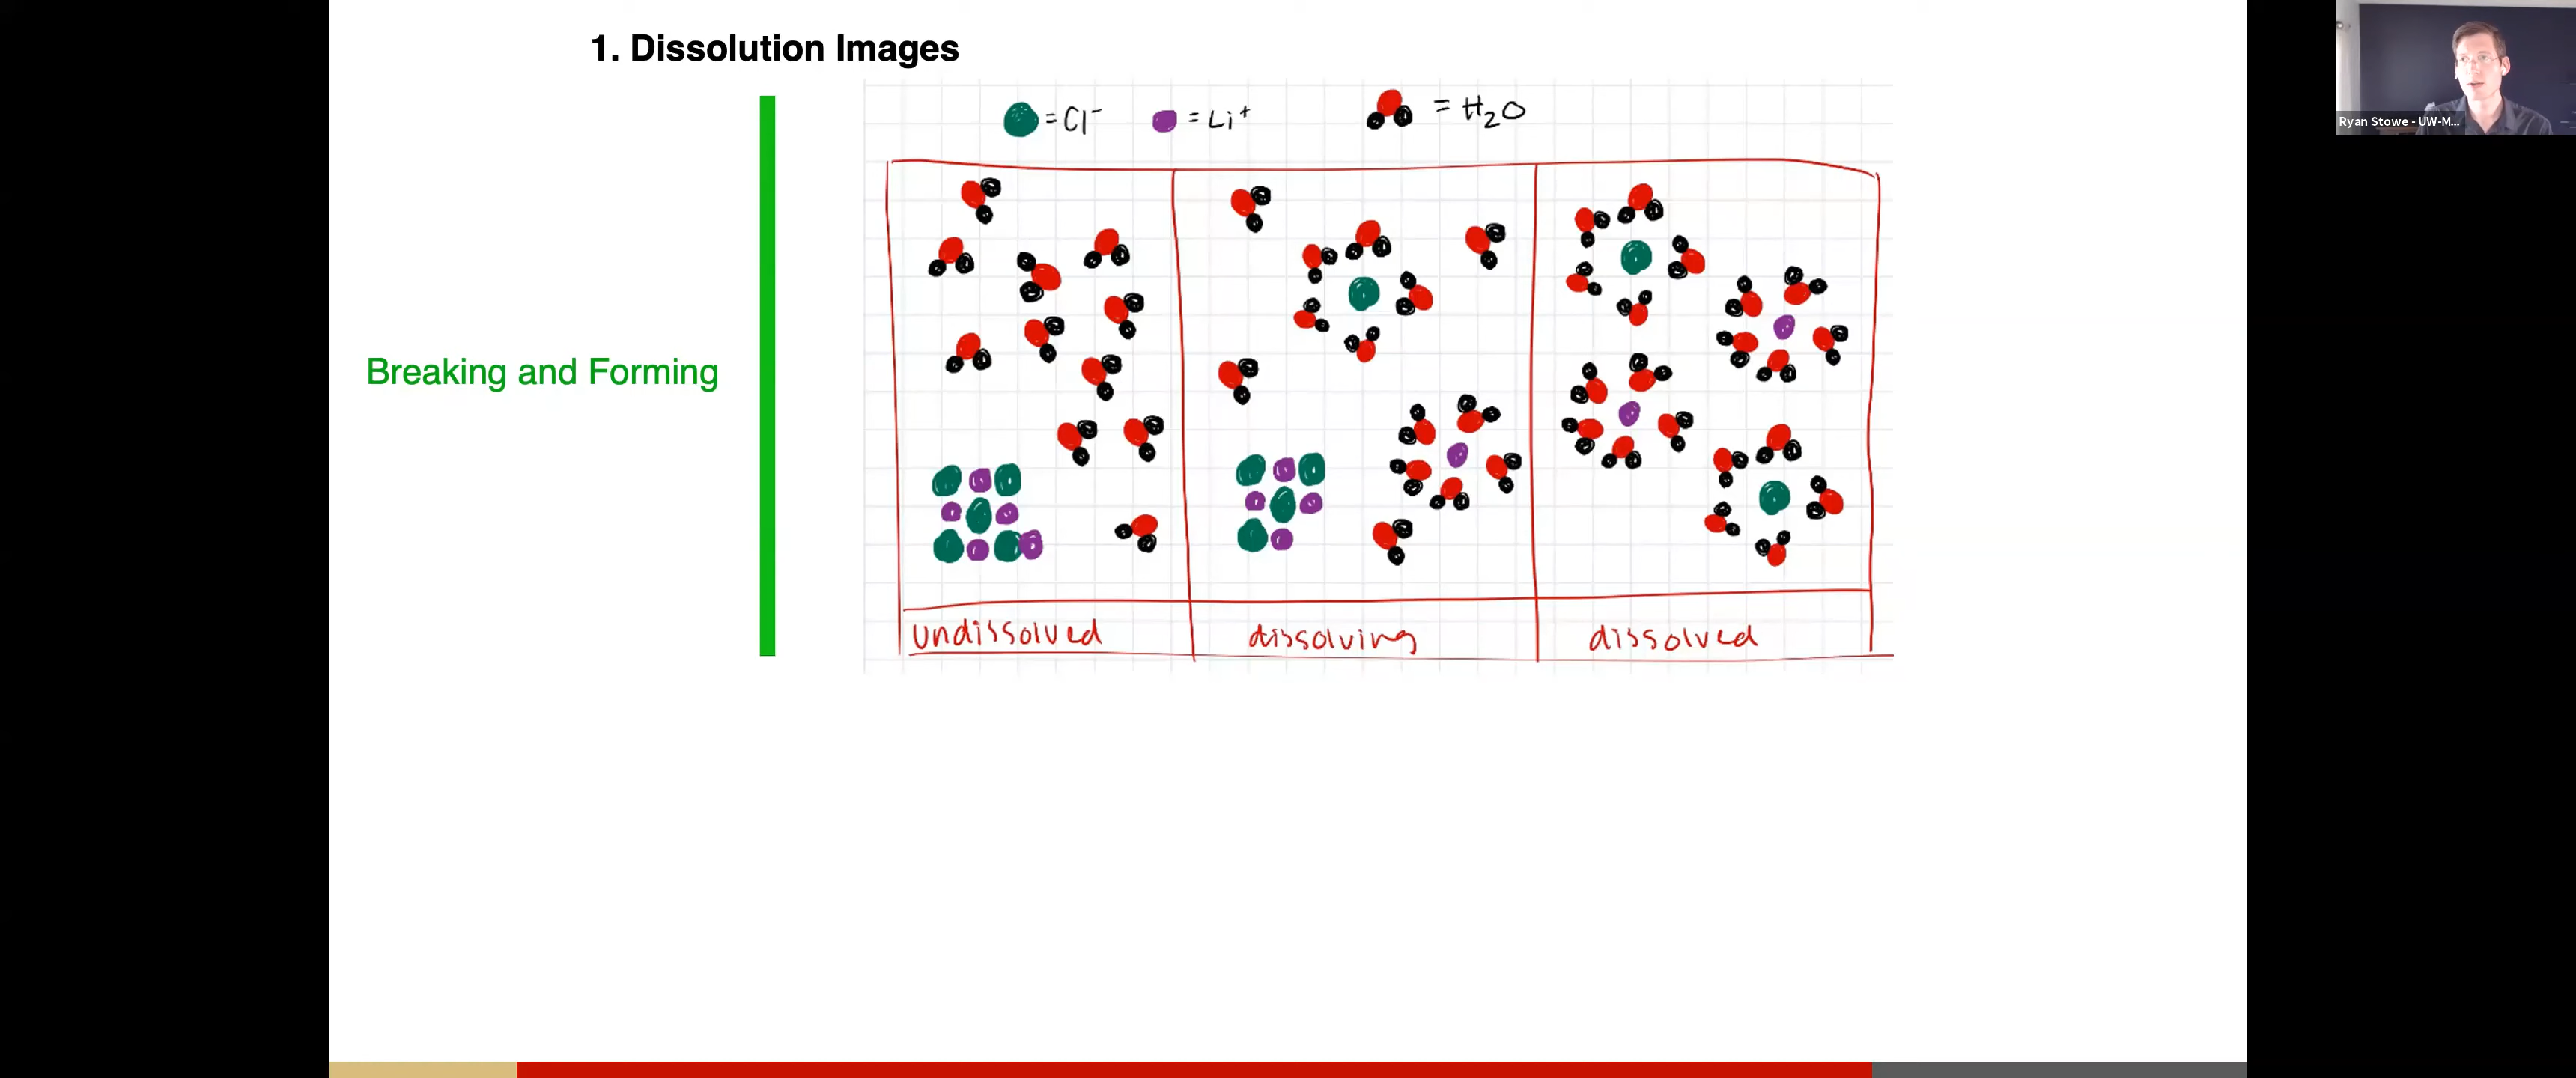 1. Dissolution Images
Ryan Stowe - UW-M...
= Cl⁻ = Li⁺ = H₂O
Breaking and Forming
undissolved dissolving dissolved